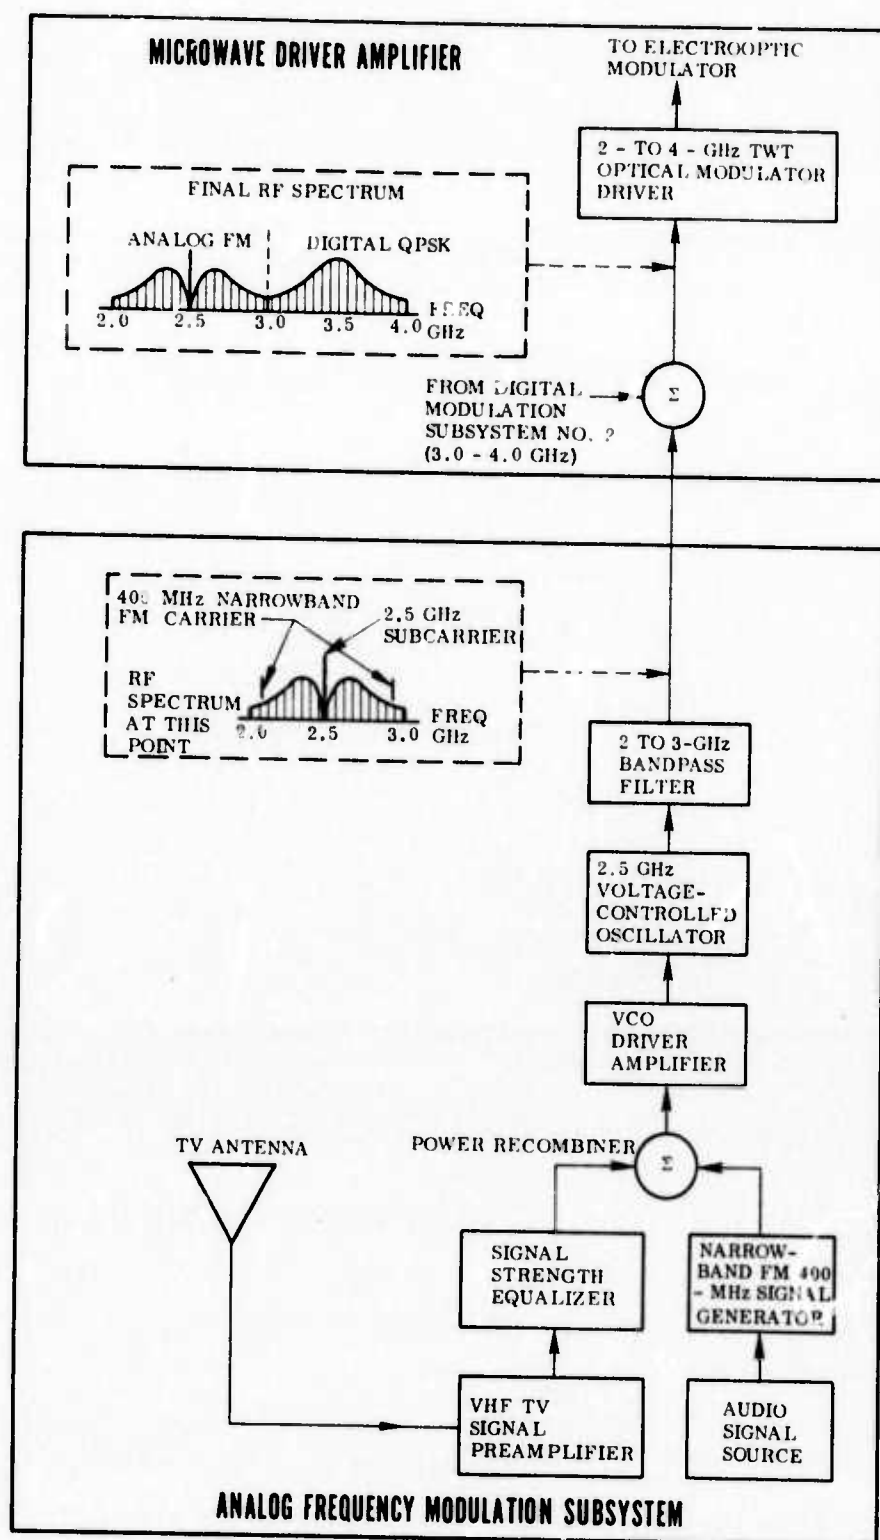 MICROWAVE DRIVER AMPLIFIER
TO ELECTROOPTIC
MODULATOR
2 - TO 4 - GHz TWT
OPTICAL MODULATOR
DRIVER
FINAL RF SPECTRUM
ANALOG FM
DIGITAL QPSK
FREQ
GHz
2.0 2.5 3.0 3.5 4.0
FROM DIGITAL
MODULATION
SUBSYSTEM NO.
(3.0 - 4.0 GHz)
Σ
400 MHz NARROWBAND
FM CARRIER
2.5 GHz
SUBCARRIER
RF
SPECTRUM
AT THIS
POINT
2.0 2.5 3.0
FREQ
GHz
2 TO 3-GHz
BANDPASS
FILTER
2.5 GHz
VOLTAGE-
CONTROLLED
OSCILLATOR
VCO
DRIVER
AMPLIFIER
TV ANTENNA
POWER RECOMBINER
Σ
SIGNAL
STRENGTH
EQUALIZER
NARROW-
BAND FM 400
- MHz SIGNAL
GENERATOR
VHF TV
SIGNAL
PREAMPLIFIER
AUDIO
SIGNAL
SOURCE
ANALOG FREQUENCY MODULATION SUBSYSTEM